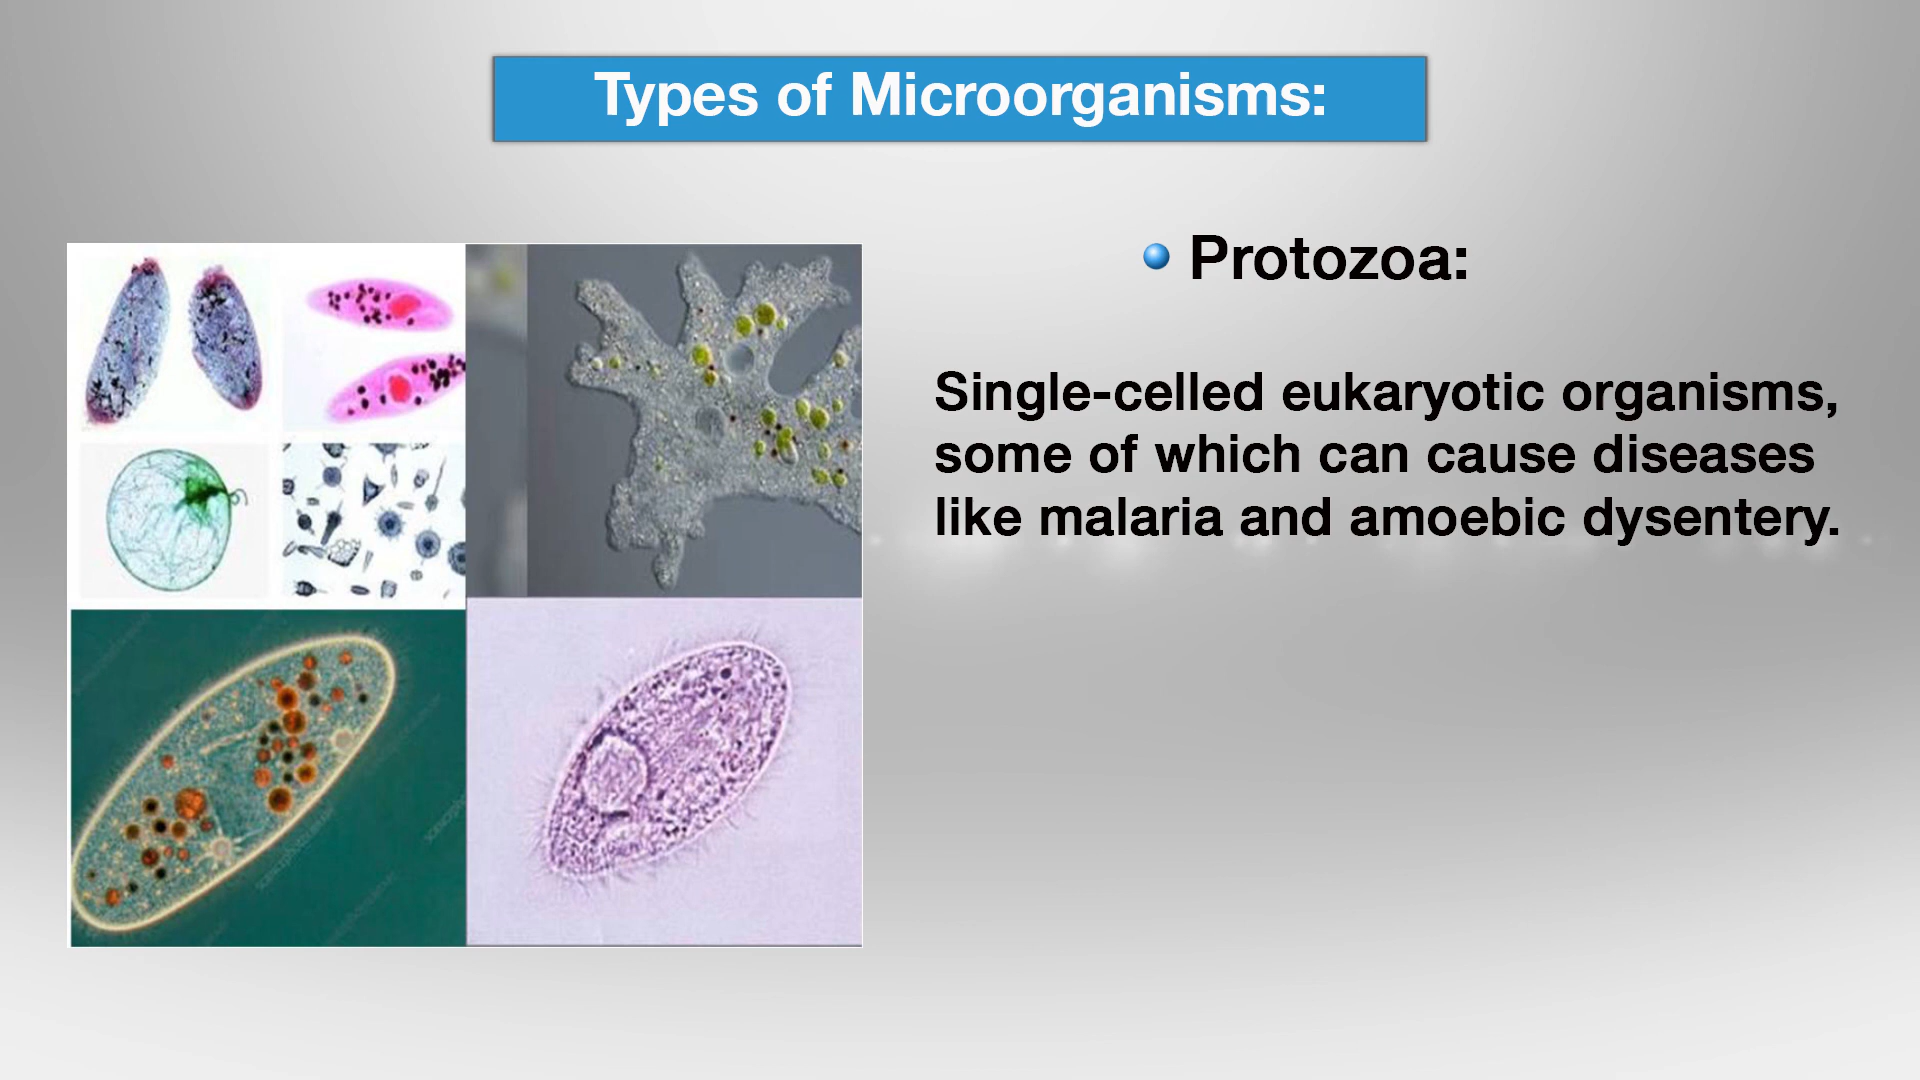 Types of Microorganisms:
Protozoa:
Single-celled eukaryotic organisms,
some of which can cause diseases
like malaria and amoebic dysentery.